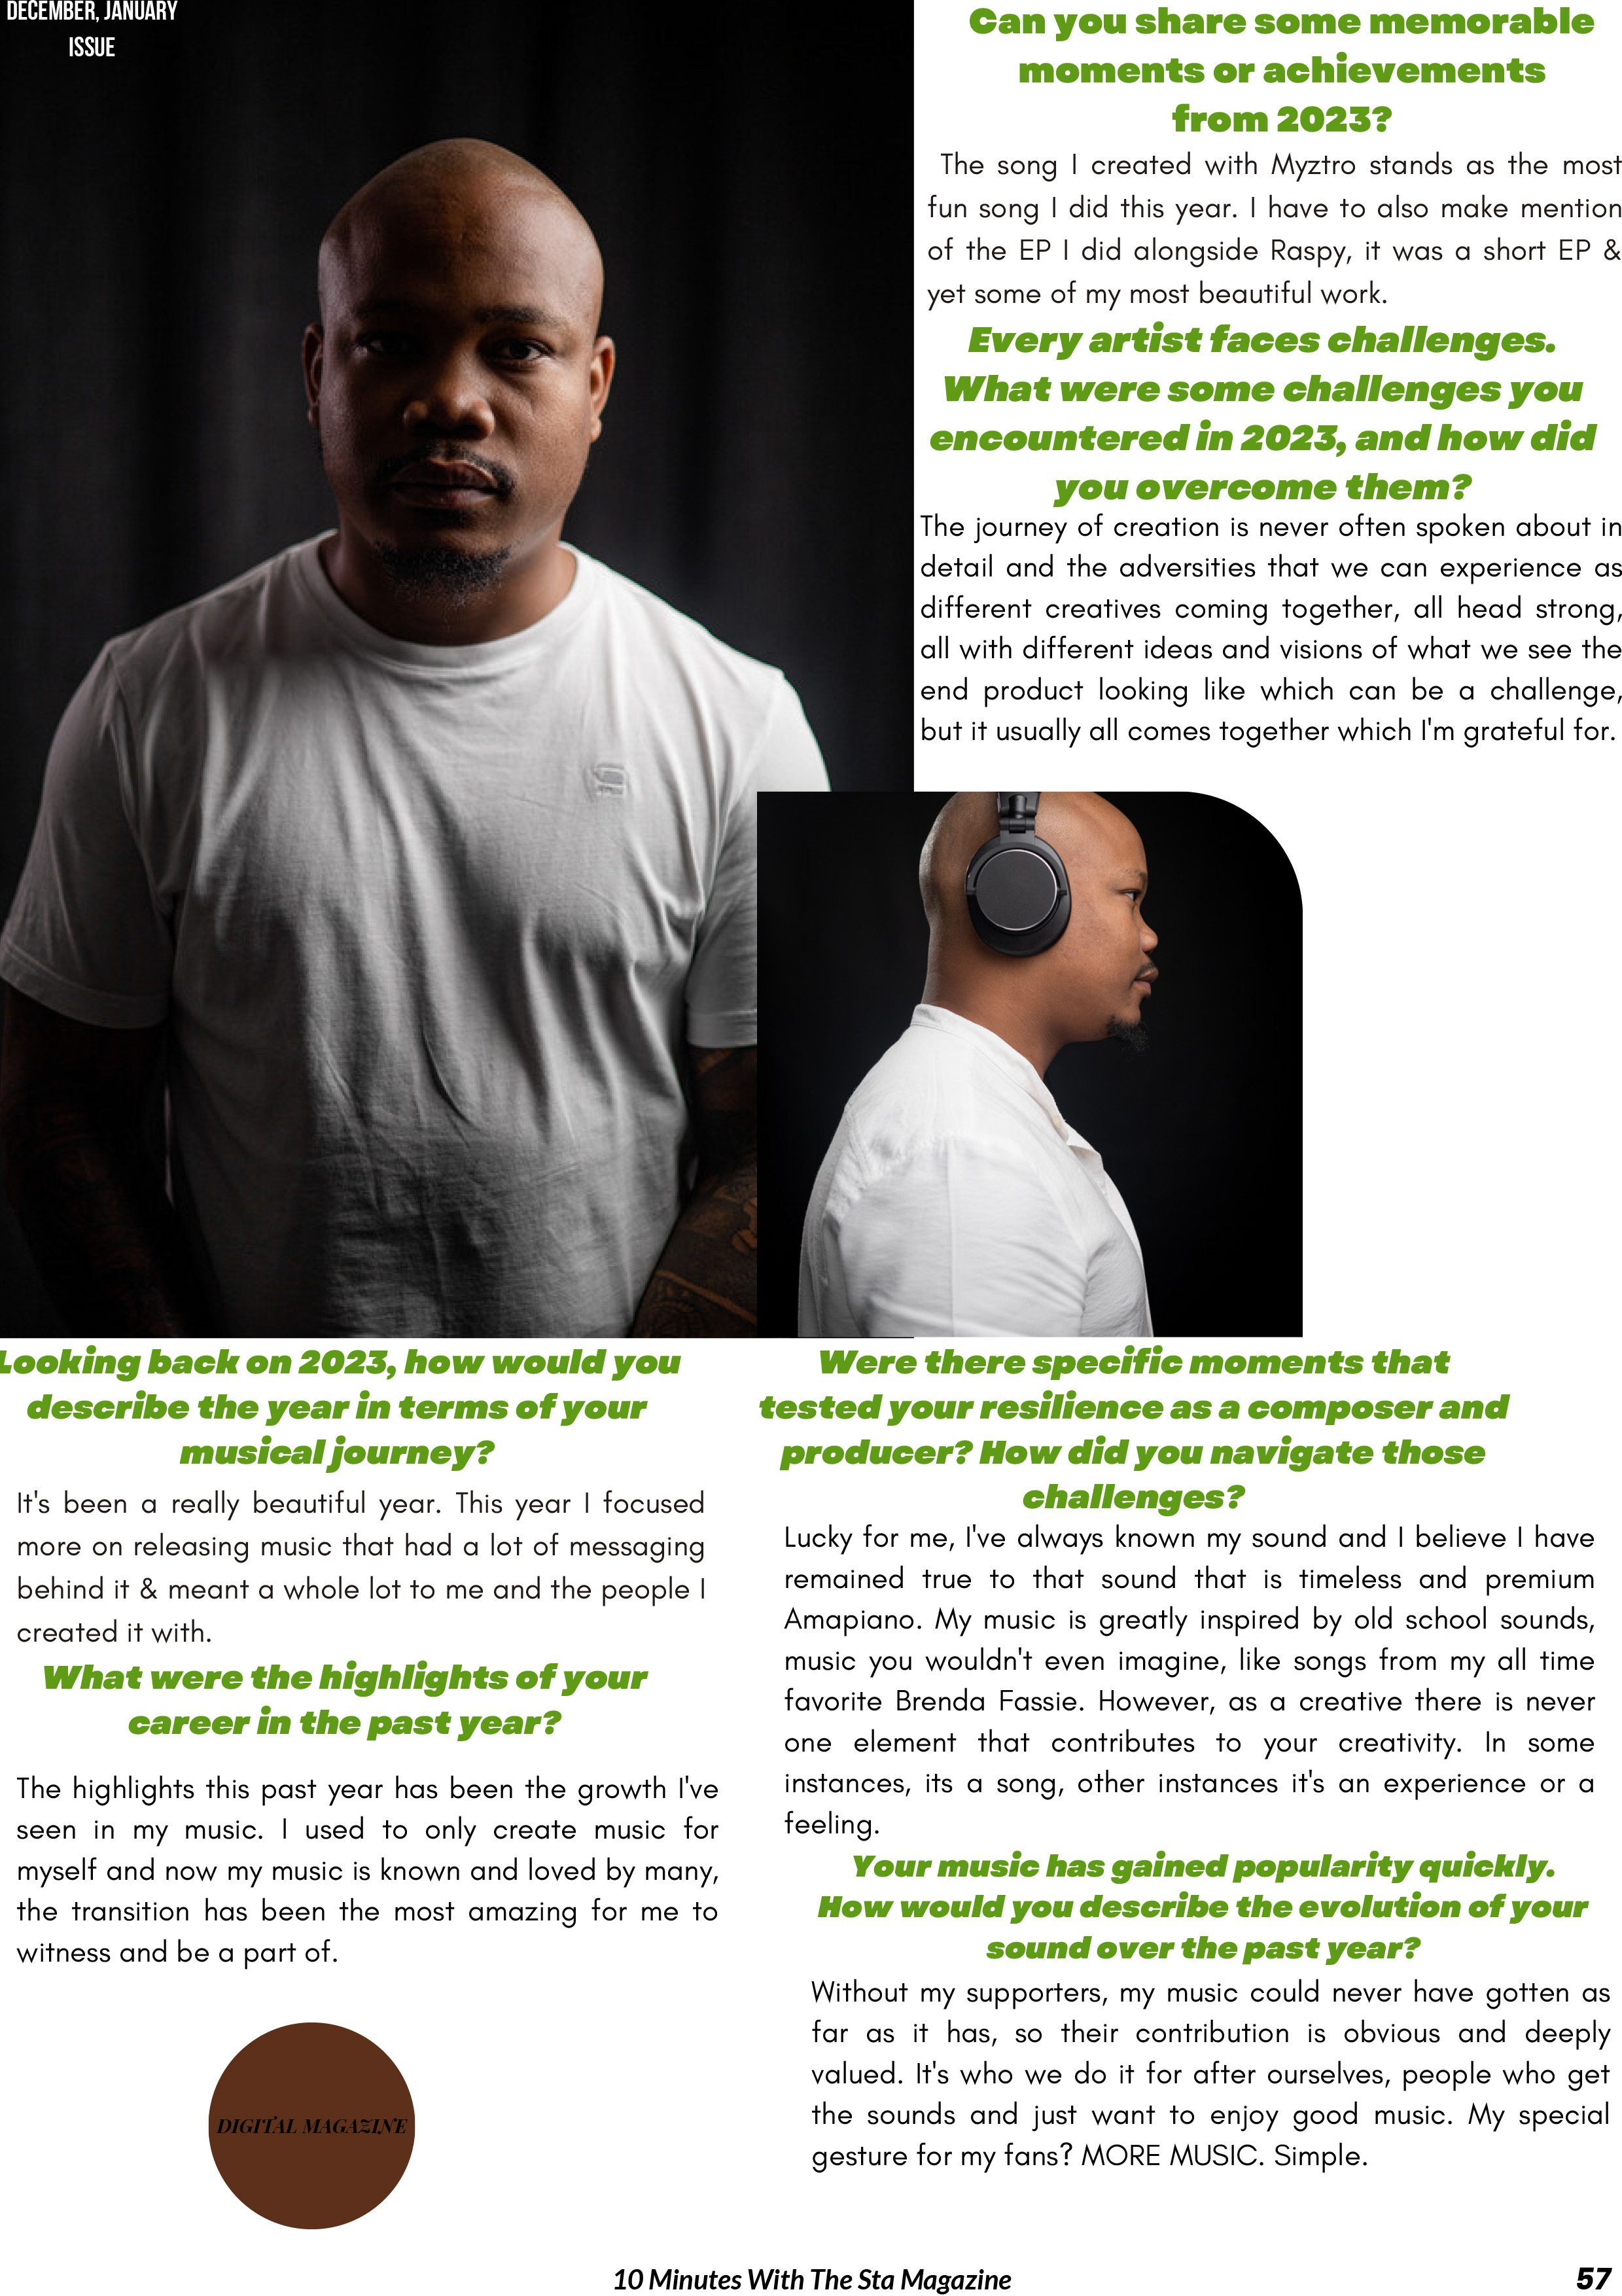 DECEMBER, JANUARY
ISSUE
Can you share some memorable
moments or achievements
from 2023?
The song I created with Myztro stands as the most
fun song I did this year. I have to also make mention
of the EP I did alongside Raspy, it was a short EP &
yet some of my most beautiful work.
Every artist faces challenges.
What were some challenges you
encountered in 2023, and how did
you overcome them?
The journey of creation is never often spoken about in
detail and the adversities that we can experience as
different creatives coming together, all head strong,
all with different ideas and visions of what we see the
end product looking like which can be a challenge,
but it usually all comes together which I'm grateful for.
Looking back on 2023, how would you
describe the year in terms of your
musical journey?
It's been a really beautiful year. This year I focused
more on releasing music that had a lot of messaging
behind it & meant a whole lot to me and the people I
created it with.
What were the highlights of your
career in the past year?
The highlights this past year has been the growth I've
seen in my music. I used to only create music for
myself and now my music is known and loved by many,
the transition has been the most amazing for me to
witness and be a part of.
Were there specific moments that
tested your resilience as a composer and
producer? How did you navigate those
challenges?
Lucky for me, I've always known my sound and I believe I have
remained true to that sound that is timeless and premium
Amapiano. My music is greatly inspired by old school sounds,
music you wouldn't even imagine, like songs from my all time
favorite Brenda Fassie. However, as a creative there is never
one element that contributes to your creativity. In some
instances, its a song, other instances it's an experience or a
feeling.
Your music has gained popularity quickly.
How would you describe the evolution of your
sound over the past year?
Without my supporters, my music could never have gotten as
far as it has, so their contribution is obvious and deeply
valued. It's who we do it for after ourselves, people who get
the sounds and just want to enjoy good music. My special
gesture for my fans? MORE MUSIC. Simple.
DIGITAL MAGAZINE
10 Minutes With The Sta Magazine
57